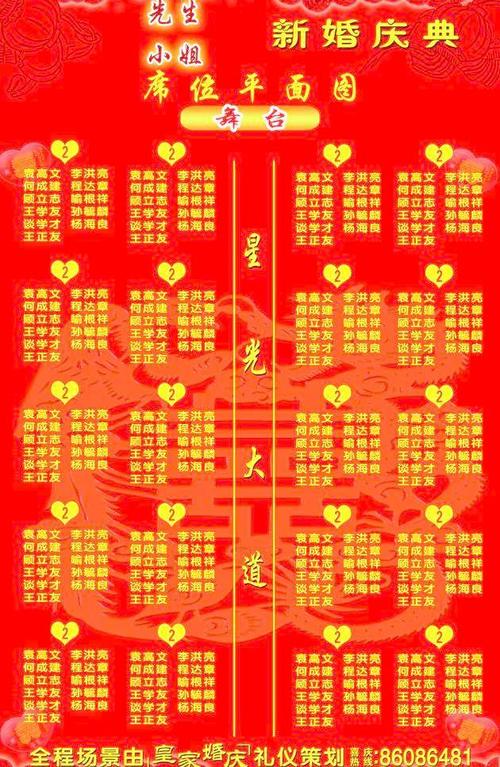 先生
小姐
新婚庆典
席位平面图
舞台
星光大道
2
袁高文 李洪亮
何成建 程达章
顾立志 喻根祥
王学友 孙毓麟
谈学才 杨海良
王正友
2
袁高文 李洪亮
何成建 程达章
顾立志 喻根祥
王学友 孙毓麟
谈学才 杨海良
王正友
2
袁高文 李洪亮
何成建 程达章
顾立志 喻根祥
王学友 孙毓麟
谈学才 杨海良
王正友
2
袁高文 李洪亮
何成建 程达章
顾立志 喻根祥
王学友 孙毓麟
谈学才 杨海良
王正友
2
袁高文 李洪亮
何成建 程达章
顾立志 喻根祥
王学友 孙毓麟
谈学才 杨海良
王正友
2
袁高文 李洪亮
何成建 程达章
顾立志 喻根祥
王学友 孙毓麟
谈学才 杨海良
王正友
2
袁高文 李洪亮
何成建 程达章
顾立志 喻根祥
王学友 孙毓麟
谈学才 杨海良
王正友
2
袁高文 李洪亮
何成建 程达章
顾立志 喻根祥
王学友 孙毓麟
谈学才 杨海良
王正友
2
袁高文 李洪亮
何成建 程达章
顾立志 喻根祥
王学友 孙毓麟
谈学才 杨海良
王正友
2
袁高文 李洪亮
何成建 程达章
顾立志 喻根祥
王学友 孙毓麟
谈学才 杨海良
王正友
2
袁高文 李洪亮
何成建 程达章
顾立志 喻根祥
王学友 孙毓麟
谈学才 杨海良
王正友
2
袁高文 李洪亮
何成建 程达章
顾立志 喻根祥
王学友 孙毓麟
谈学才 杨海良
王正友
2
袁高文 李洪亮
何成建 程达章
顾立志 喻根祥
王学友 孙毓麟
谈学才 杨海良
王正友
2
袁高文 李洪亮
何成建 程达章
顾立志 喻根祥
王学友 孙毓麟
谈学才 杨海良
王正友
2
袁高文 李洪亮
何成建 程达章
顾立志 喻根祥
王学友 孙毓麟
谈学才 杨海良
王正友
2
袁高文 李洪亮
何成建 程达章
顾立志 喻根祥
王学友 孙毓麟
谈学才 杨海良
王正友
2
袁高文 李洪亮
何成建 程达章
顾立志 喻根祥
王学友 孙毓麟
谈学才 杨海良
王正友
2
袁高文 李洪亮
何成建 程达章
顾立志 喻根祥
王学友 孙毓麟
谈学才 杨海良
王正友
2
袁高文 李洪亮
何成建 程达章
顾立志 喻根祥
王学友 孙毓麟
谈学才 杨海良
王正友
2
袁高文 李洪亮
何成建 程达章
顾立志 喻根祥
王学友 孙毓麟
谈学才 杨海良
王正友
全程场景由皇家婚庆礼仪策划 喜庆热线:86086481